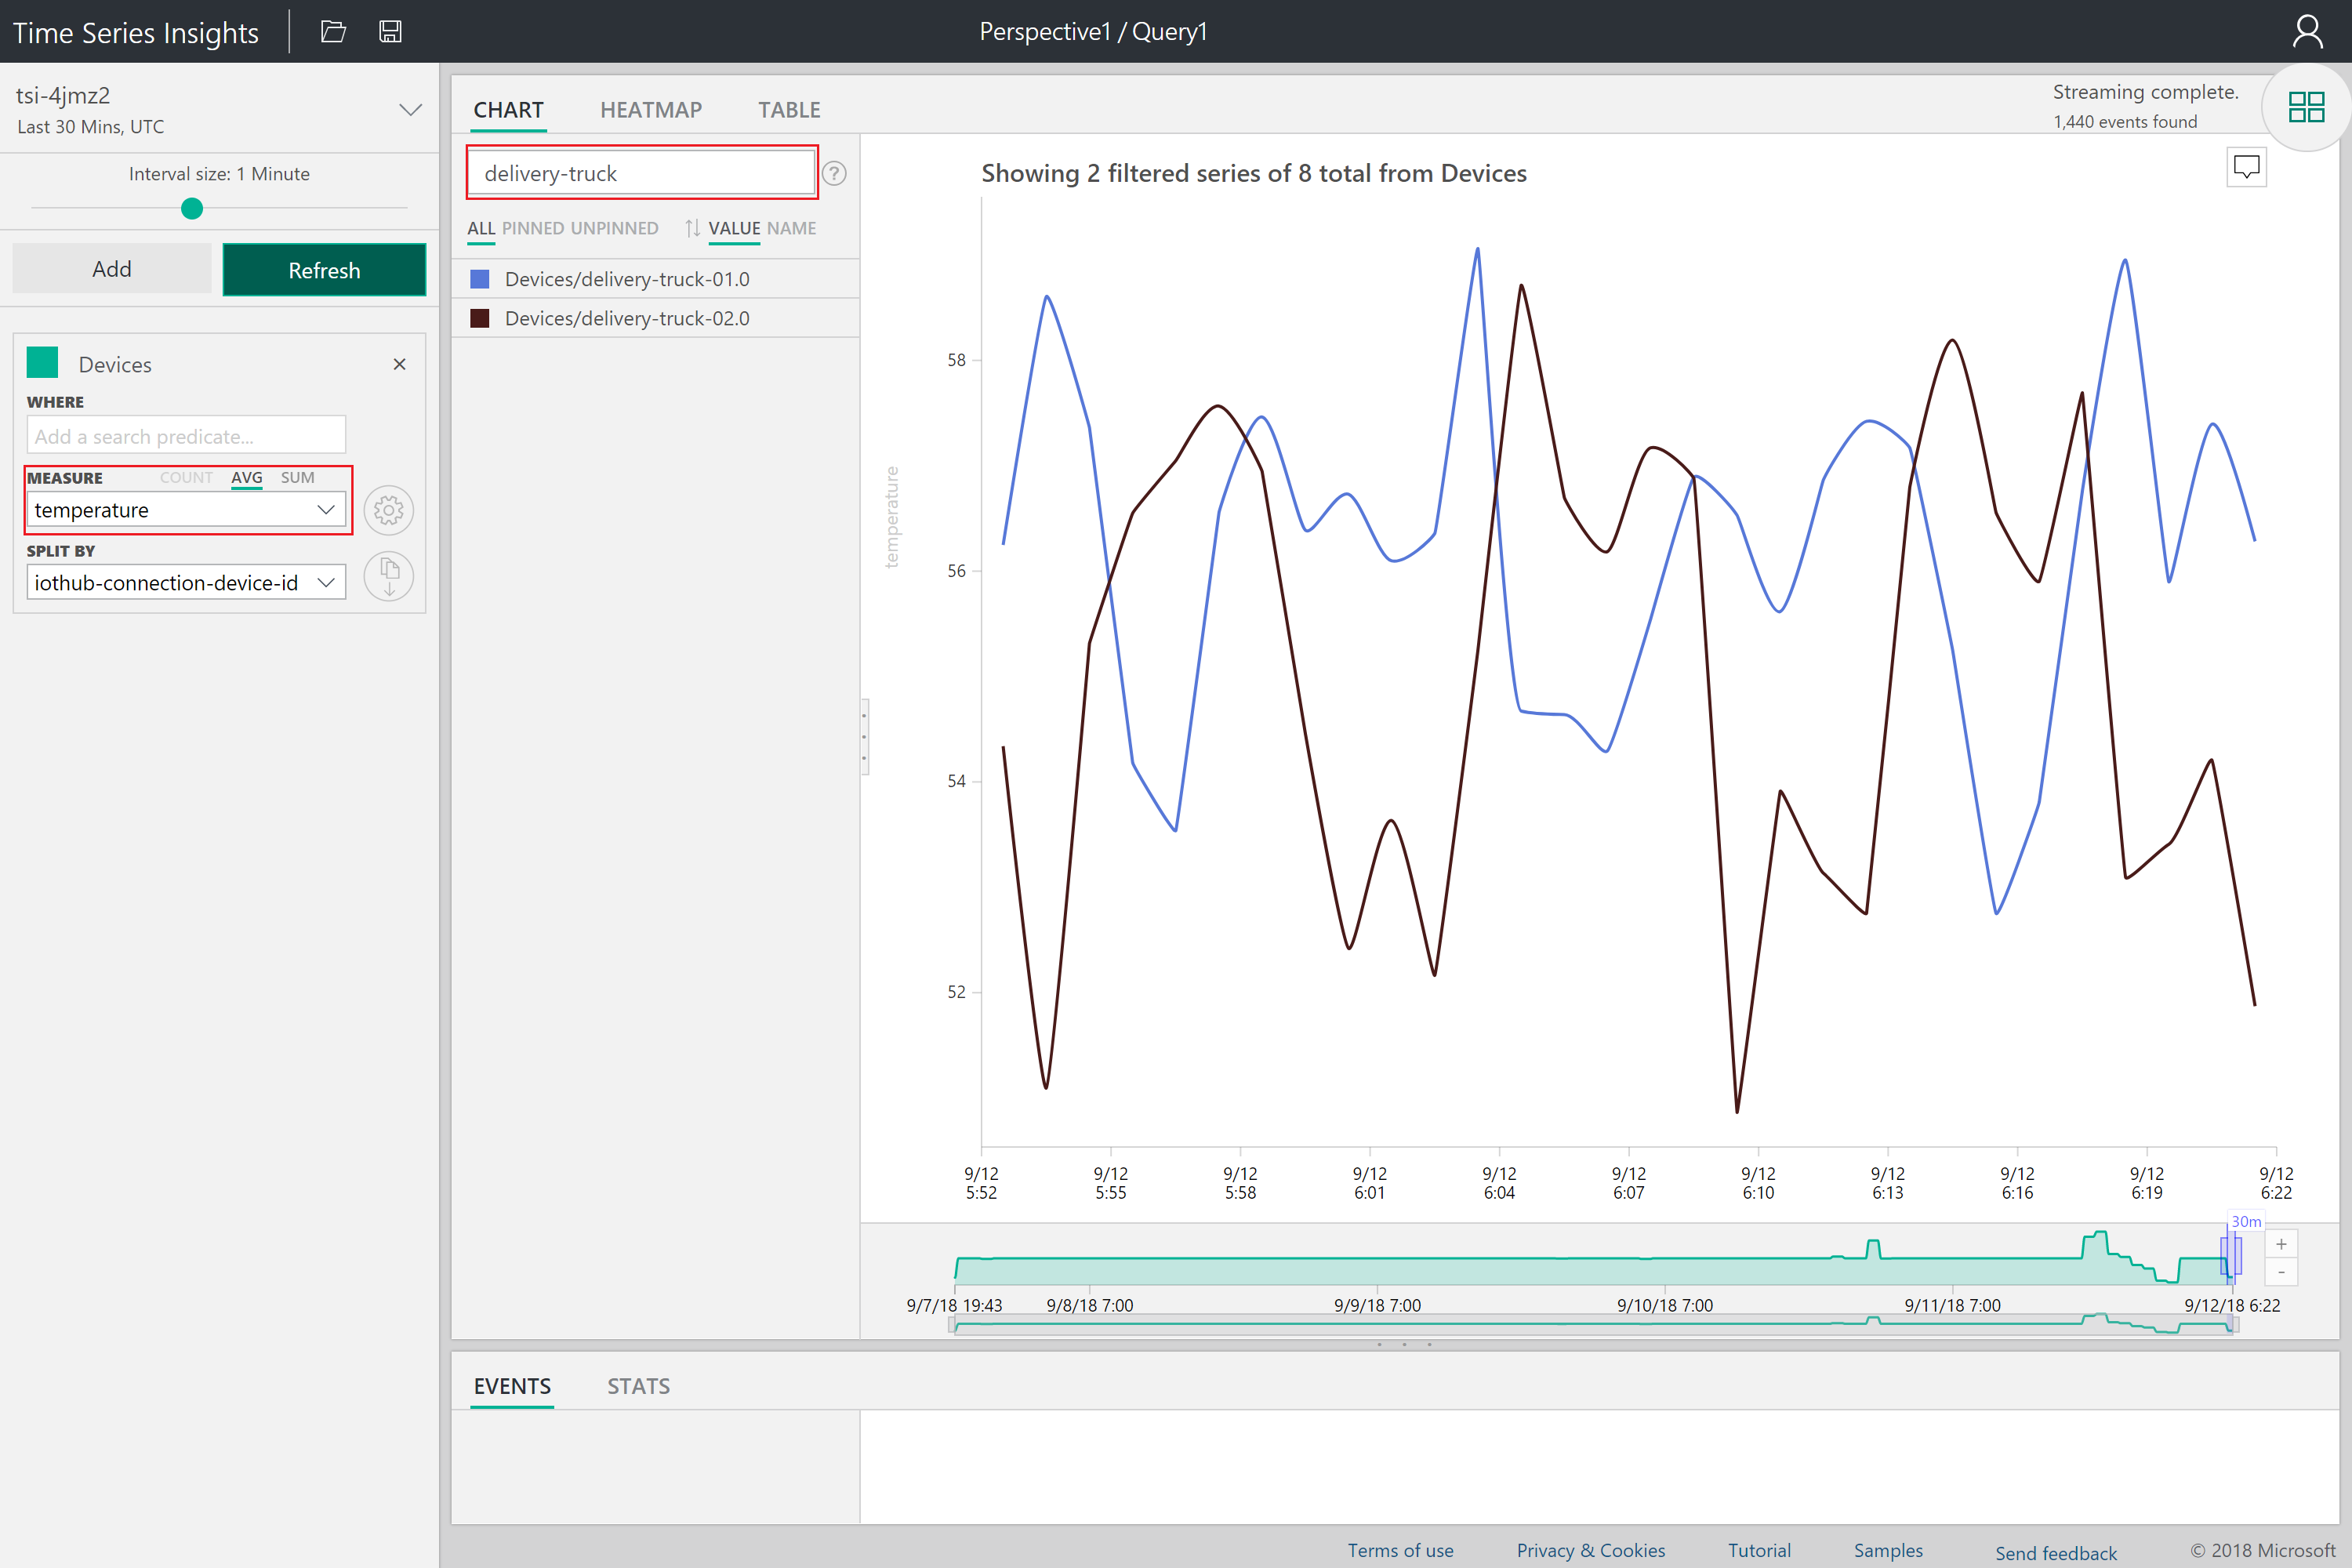 Time Series Insights
Perspective1 / Query1
tsi-4jmz2
Last 30 Mins, UTC
Interval size: 1 Minute
Add
Refresh
Devices
WHERE
Add a search predicate...
MEASURE COUNT AVG SUM
temperature
SPLIT BY
iothub-connection-device-id
CHART HEATMAP TABLE
Streaming complete.
1,440 events found
delivery-truck
?
ALL PINNED UNPINNED VALUE NAME
Devices/delivery-truck-01.0
Devices/delivery-truck-02.0
Showing 2 filtered series of 8 total from Devices
temperature
58
56
54
52
9/12 9/12 9/12 9/12 9/12 9/12 9/12 9/12 9/12 9/12 9/12
5:52 5:55 5:58 6:01 6:04 6:07 6:10 6:13 6:16 6:19 6:22
30m
+
-
9/7/18 19:43 9/8/18 7:00 9/9/18 7:00 9/10/18 7:00 9/11/18 7:00 9/12/18 6:22
EVENTS STATS
Terms of use Privacy & Cookies Tutorial Samples Send feedback © 2018 Microsoft